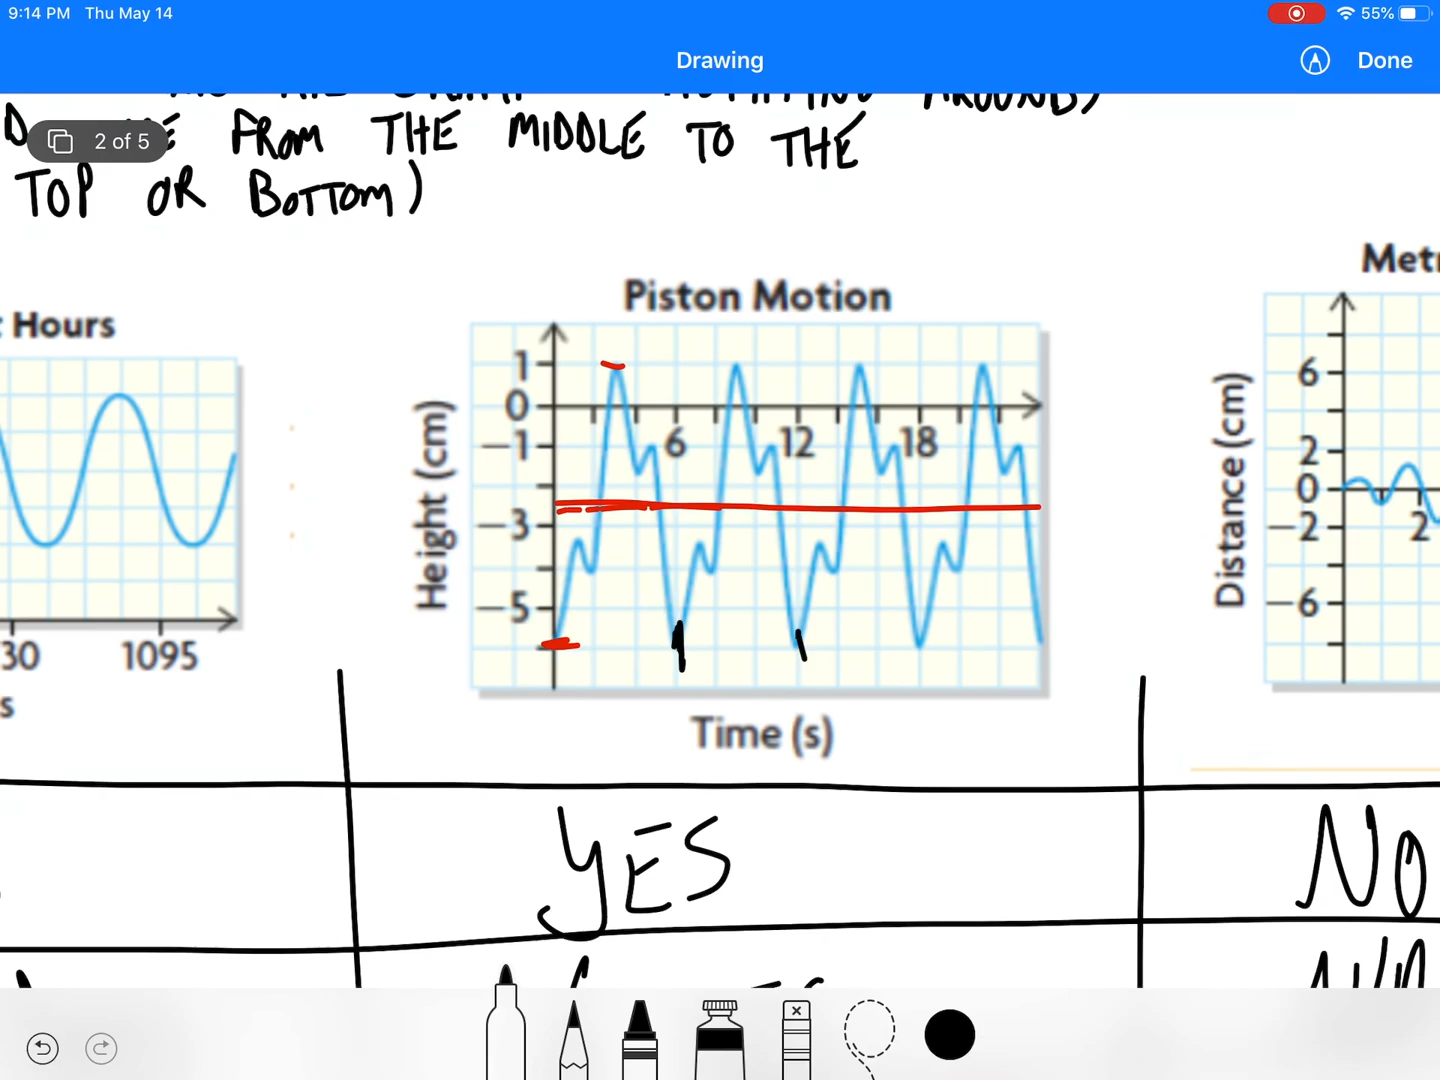 9:14 PM Thu May 14
55%
Drawing
Done
AROUND)
2 of 5
FROM THE MIDDLE TO THE
TOP OR BOTTOM)
Hours
30
1095
s
Piston Motion
Height (cm)
1
0
-1
-3
-5
6
12
18
Time (s)
Met
Distance (cm)
6
2
0
-2
-6
2
YES
NO